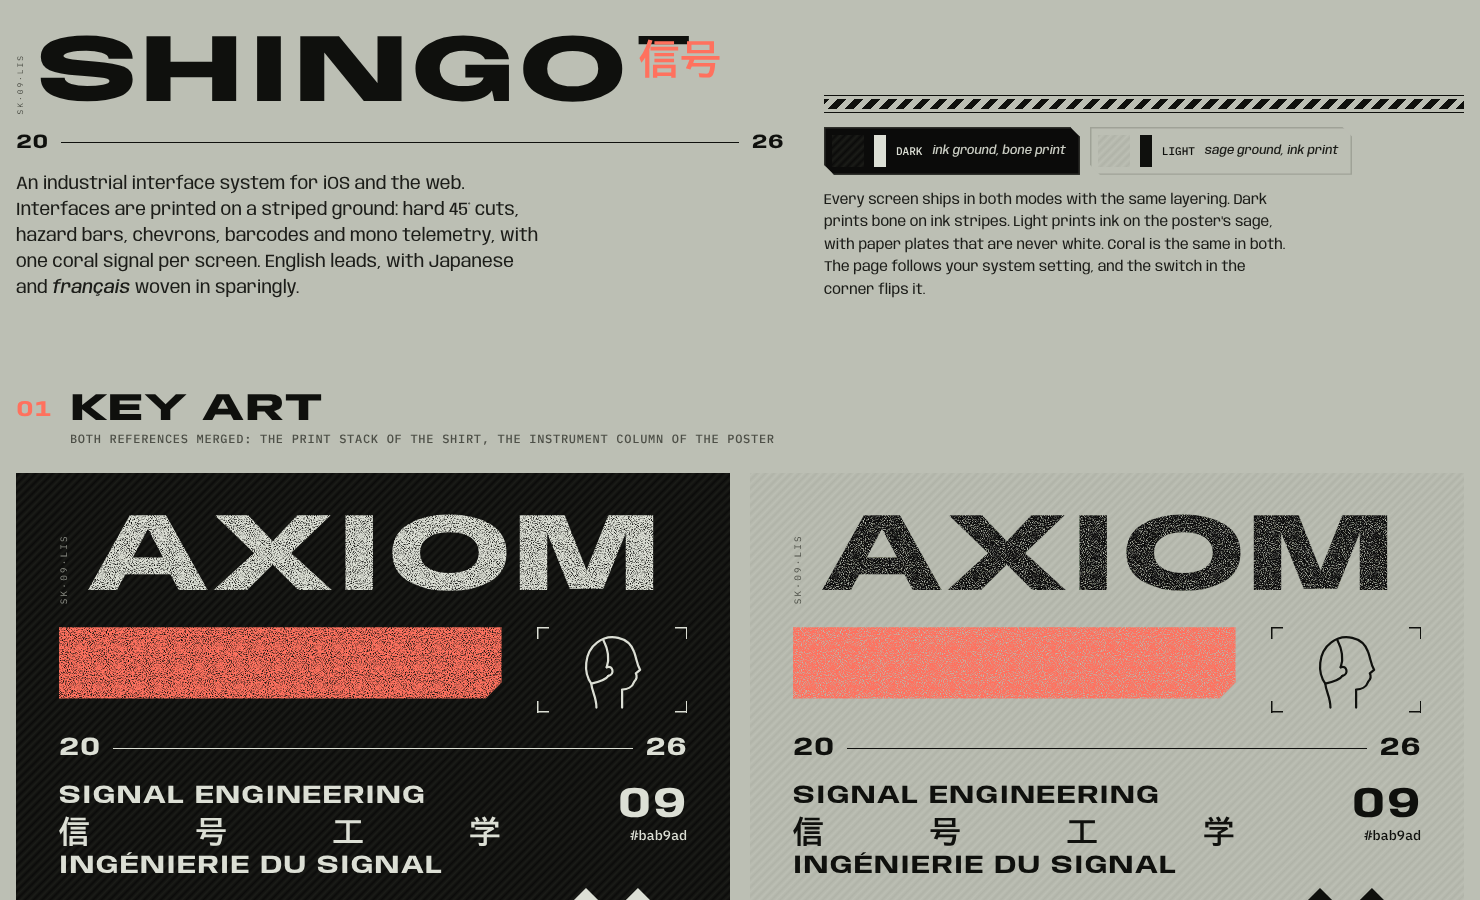 SK·09·LIS
SHINGO
信号
20
26
An industrial interface system for iOS and the web.
Interfaces are printed on a striped ground: hard 45° cuts,
hazard bars, chevrons, barcodes and mono telemetry, with
one coral signal per screen. English leads, with Japanese
and français woven in sparingly.
DARK ink ground, bone print
LIGHT sage ground, ink print
Every screen ships in both modes with the same layering. Dark
prints bone on ink stripes. Light prints ink on the poster's sage,
with paper plates that are never white. Coral is the same in both.
The page follows your system setting, and the switch in the
corner flips it.
01 KEY ART
BOTH REFERENCES MERGED: THE PRINT STACK OF THE SHIRT, THE INSTRUMENT COLUMN OF THE POSTER
SK·09·LIS
AXIOM
20
26
SIGNAL ENGINEERING
信号工学
INGÉNIERIE DU SIGNAL
09
#bab9ad
SK·09·LIS
AXIOM
20
26
SIGNAL ENGINEERING
信号工学
INGÉNIERIE DU SIGNAL
09
#bab9ad